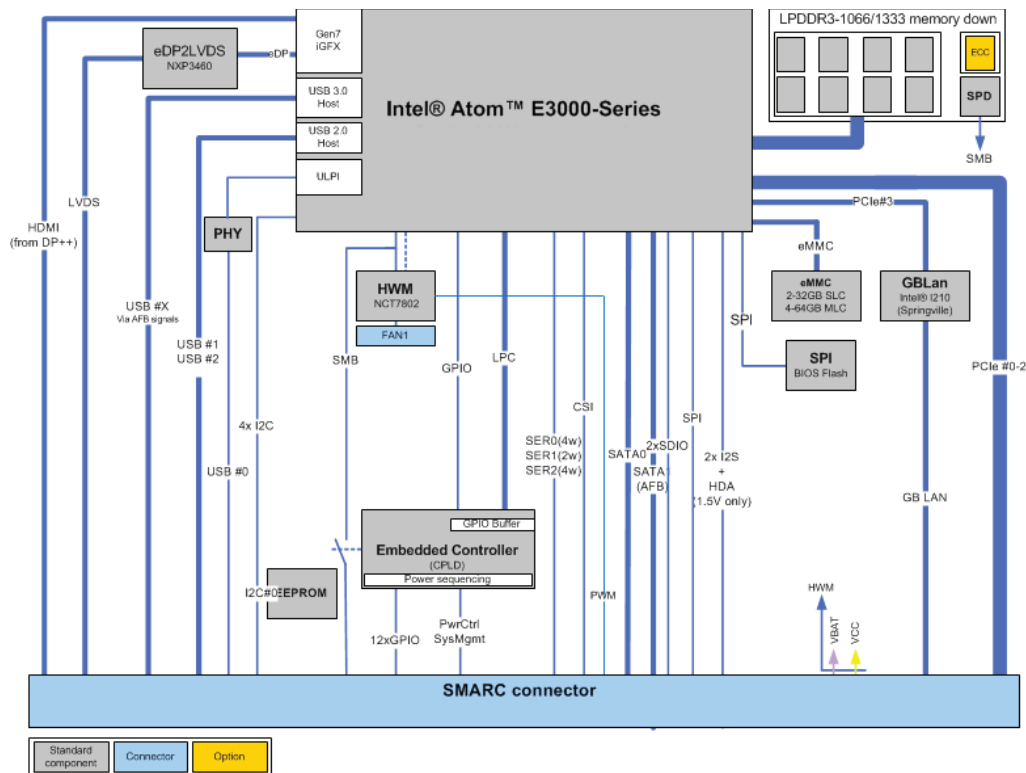 LPDDR3-1066/1333 memory down
Gen7
iGFX
eDP2LVDS
NXP3460
eDP
ECC
USB 3.0
Host
Intel® Atom™ E3000-Series
SPD
USB 2.0
Host
SMB
ULPI
LVDS
PCIe#3
HDMI
(from DP++)
PHY
eMMC
HWM
NCT7802
eMMC
2-32GB SLC
4-64GB MLC
GBLan
Intel® I210
(Springville)
USB #X
Via AFB signals
FAN1
SPI
USB #1
USB #2
SMB
GPIO
LPC
SPI
BIOS Flash
PCIe #0-2
CSI
4x I2C
SER0(4w)
SER1(2w)
SER2(4w)
SPI
2xSDIO
SATA0
2x I2S
+
HDA
(1.5V only)
USB #0
SATA1
(AFB)
GB LAN
GPIO Buffer
Embedded Controller
(CPLD)
Power sequencing
I2C#0
EEPROM
PWM
HWM
PwrCtrl
SysMgmt
12xGPIO
VBAT
VCC
SMARC connector
Standard
component
Connector
Option